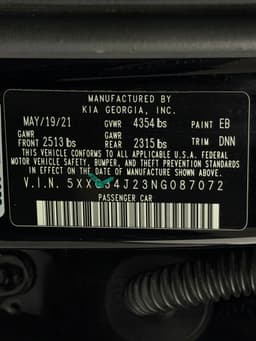 MANUFACTURED BY
KIA GEORGIA, INC.
MAY/19/21 GVWR 4354 lbs PAINT EB
GAWR FRONT 2513 lbs GAWR REAR 2315 lbs TRIM DNN
THIS VEHICLE CONFORMS TO ALL APPLICABLE U.S. FEDERAL
MOTOR VEHICLE SAFETY, BUMPER, AND THEFT PREVENTION STANDARDS
IN EFFECT ON THE DATE OF MANUFACTURE SHOWN ABOVE.
V.I.N. 5XXG34J23NG087072
PASSENGER CAR